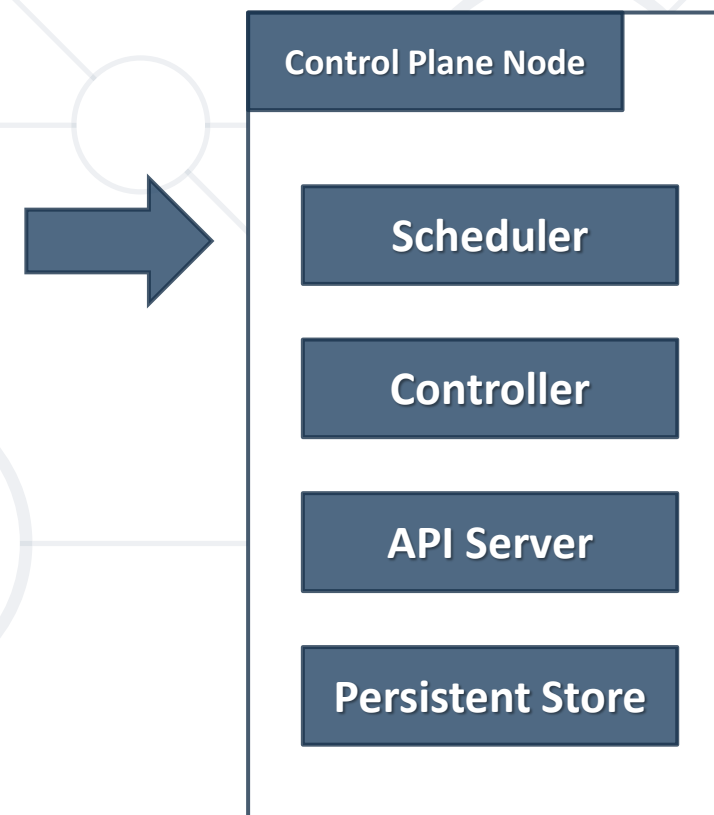 Control Plane Node
Scheduler
Controller
API Server
Persistent Store